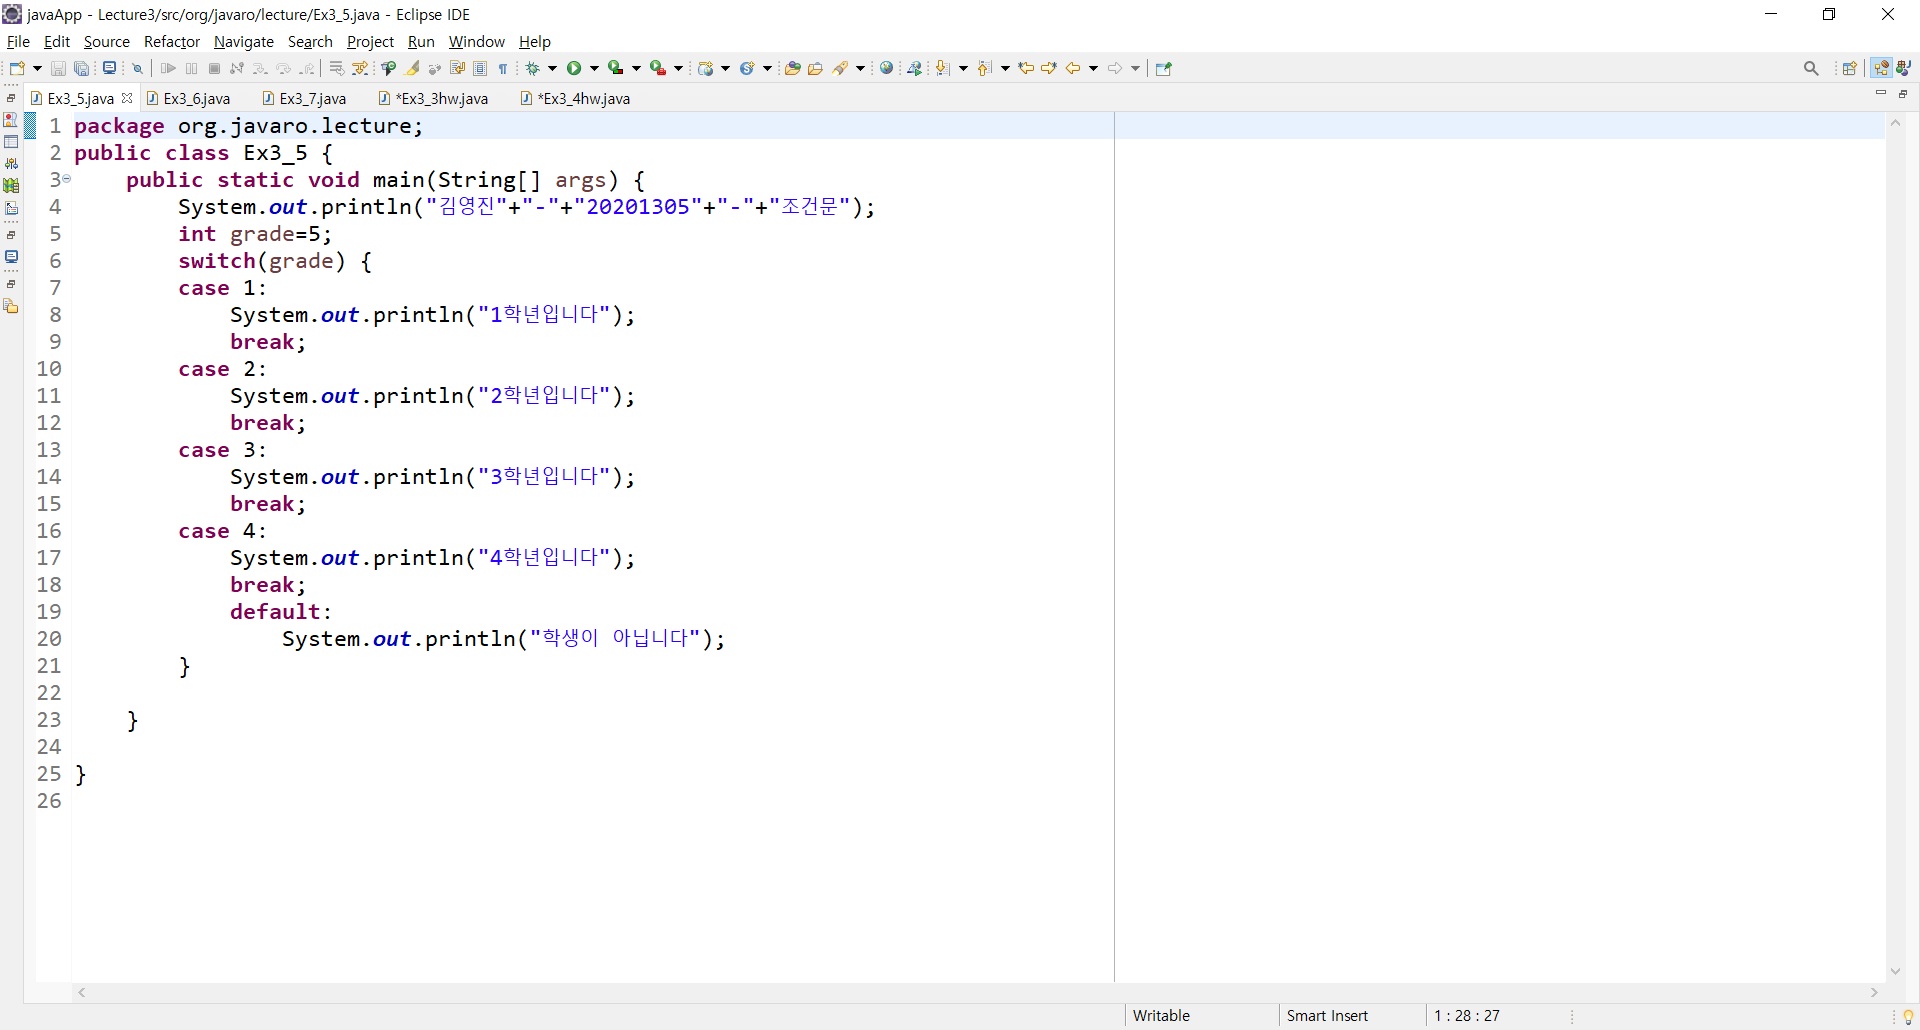 javaApp - Lecture3/src/org/javaro/lecture/Ex3_5.java - Eclipse IDE
File Edit Source Refactor Navigate Search Project Run Window Help
Ex3_5.java Ex3_6.java Ex3_7.java *Ex3_3hw.java *Ex3_4hw.java
1 package org.javaro.lecture;
2 public class Ex3_5 {
3 public static void main(String[] args) {
4 System.out.println("김영진"+"-"+"20201305"+"-"+"조건문");
5 int grade=5;
6 switch(grade) {
7 case 1:
8 System.out.println("1학년입니다");
9 break;
10 case 2:
11 System.out.println("2학년입니다");
12 break;
13 case 3:
14 System.out.println("3학년입니다");
15 break;
16 case 4:
17 System.out.println("4학년입니다");
18 break;
19 default:
20 System.out.println("학생이 아닙니다");
21 }
22
23 }
24
25 }
26
Writable Smart Insert 1 : 28 : 27